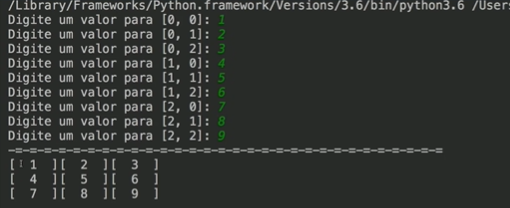 /Library/Frameworks/Python.framework/Versions/3.6/bin/python3.6 /Users
Digite um valor para [0, 0]: 1
Digite um valor para [0, 1]: 2
Digite um valor para [0, 2]: 3
Digite um valor para [1, 0]: 4
Digite um valor para [1, 1]: 5
Digite um valor para [1, 2]: 6
Digite um valor para [2, 0]: 7
Digite um valor para [2, 1]: 8
Digite um valor para [2, 2]: 9
-=-=-=-=-=-=-=-=-=-=-=-=-=-=-=-=-=-=-=-=-=-=-=-=-=-=-=-=-=-=
[  1  ][  2  ][  3  ]
[  4  ][  5  ][  6  ]
[  7  ][  8  ][  9  ]